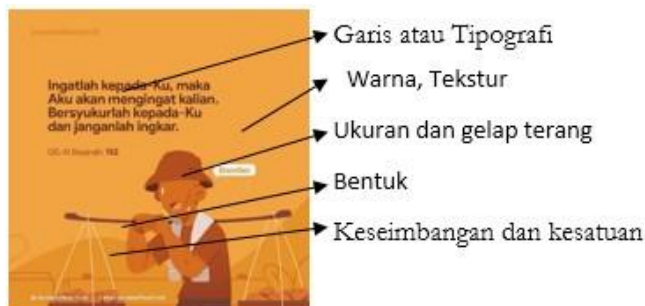 Ingatlah kepada-Ku, maka
Aku akan mengingat kalian.
Bersyukurlah kepada-Ku
dan janganlah ingkar.
QS. Al Baqarah: 152
Garis atau Tipografi
Warna, Tekstur
Ukuran dan gelap terang
Bentuk
Keseimbangan dan kesatuan